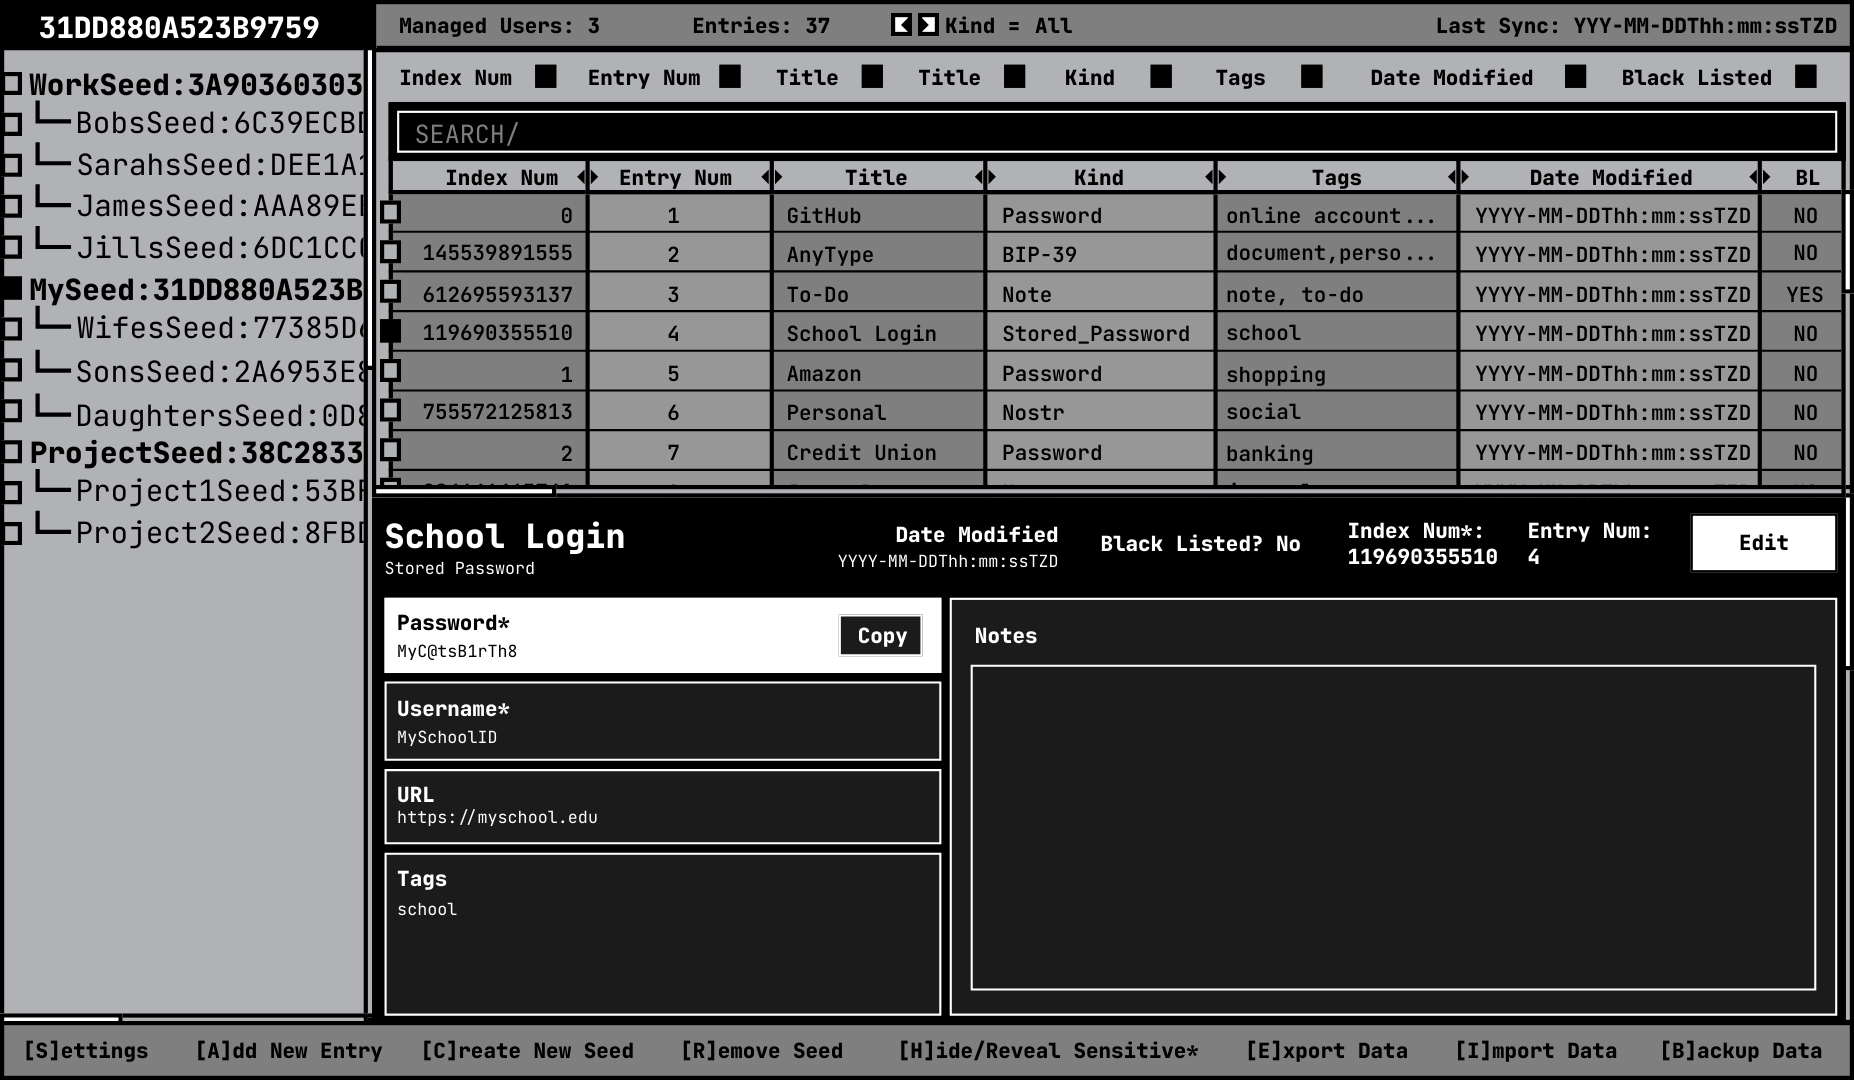 31DD880A523B9759
Managed Users: 3 Entries: 37 Kind = All Last Sync: YYY-MM-DDThh:mm:ssTZD
Index Num Entry Num Title Title Kind Tags Date Modified Black Listed
WorkSeed:3A90360303
BobsSeed:6C39ECBD
SarahsSeed:DEE1A1
JamesSeed:AAA89E
JillsSeed:6DC1CC
MySeed:31DD880A523B
WifesSeed:77385D
SonsSeed:2A6953E8
DaughtersSeed:0D8
ProjectSeed:38C2833
Project1Seed:53B
Project2Seed:8FBD
SEARCH/
Index Num Entry Num Title Kind Tags Date Modified BL
0 1 GitHub Password online account... YYYY-MM-DDThh:mm:ssTZD NO
145539891555 2 AnyType BIP-39 document,perso... YYYY-MM-DDThh:mm:ssTZD NO
612695593137 3 To-Do Note note, to-do YYYY-MM-DDThh:mm:ssTZD YES
119690355510 4 School Login Stored_Password school YYYY-MM-DDThh:mm:ssTZD NO
1 5 Amazon Password shopping YYYY-MM-DDThh:mm:ssTZD NO
755572125813 6 Personal Nostr social YYYY-MM-DDThh:mm:ssTZD NO
2 7 Credit Union Password banking YYYY-MM-DDThh:mm:ssTZD NO
School Login
Stored Password
Date Modified
YYYY-MM-DDThh:mm:ssTZD
Black Listed? No
Index Num*:
119690355510
Entry Num:
4
Edit
Password*
MyC@tsB1rTh8
Copy
Username*
MySchoolID
URL
https://myschool.edu
Tags
school
Notes
[S]ettings [A]dd New Entry [C]reate New Seed [R]emove Seed [H]ide/Reveal Sensitive* [E]xport Data [I]mport Data [B]ackup Data